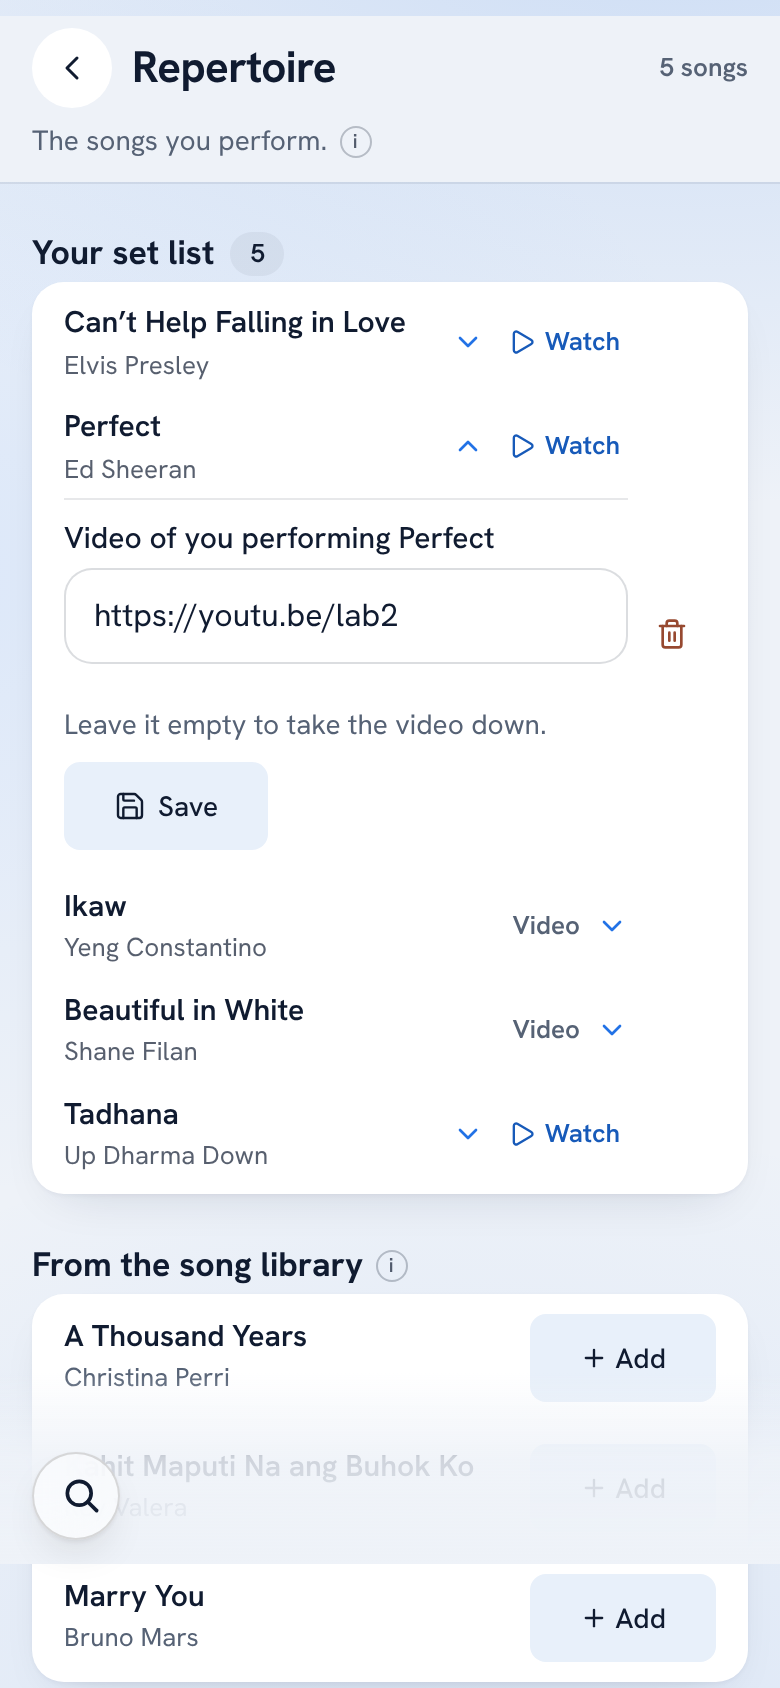 Repertoire
5 songs
The songs you perform.
Your set list 5
Can’t Help Falling in Love
Elvis Presley
Watch
Perfect
Ed Sheeran
Watch
Video of you performing Perfect
https://youtu.be/lab2
Leave it empty to take the video down.
Save
Ikaw
Yeng Constantino
Video
Beautiful in White
Shane Filan
Video
Tadhana
Up Dharma Down
Watch
From the song library
A Thousand Years
Christina Perri
+ Add
Maputi Na ang Buhok Ko
Valera
+ Add
Marry You
Bruno Mars
+ Add